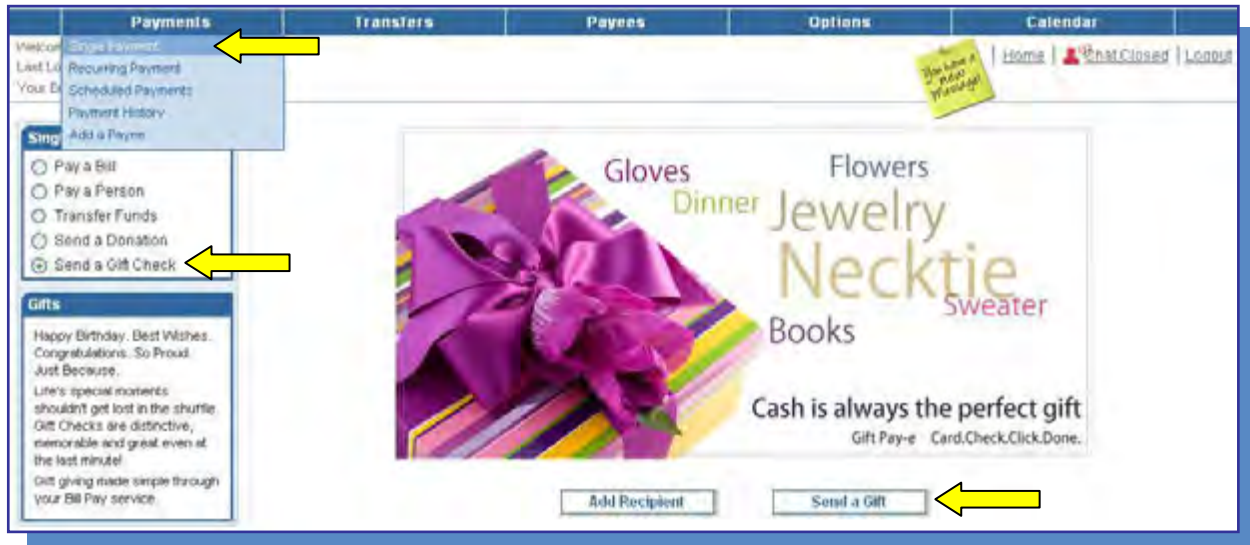 Payments Transfers Payees Options Calendar
Welcon
Last Lo
Your D
Single Payment
Recurring Payment
Scheduled Payments
Payment History
Add a Payee
You have a new Message!
Home | Chat Closed | Logout
Sing
Pay a Bill
Pay a Person
Transfer Funds
Send a Donation
Send a Gift Check
Gifts
Happy Birthday. Best Wishes.
Congratulations. So Proud.
Just Because.
Life's special moments
shouldn't get lost in the shuffle.
Gift Checks are distinctive,
memorable and great even at
the last minute!
Gift giving made simple through
your Bill Pay service.
Gloves
Flowers
Dinner
Jewelry
Necktie
Sweater
Books
Cash is always the perfect gift
Gift Pay-e Card.Check.Click.Done.
Add Recipient
Send a Gift